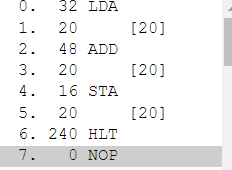 0. 32 LDA
1. 20 [20]
2. 48 ADD
3. 20 [20]
4. 16 STA
5. 20 [20]
6. 240 HLT
7. 0 NOP